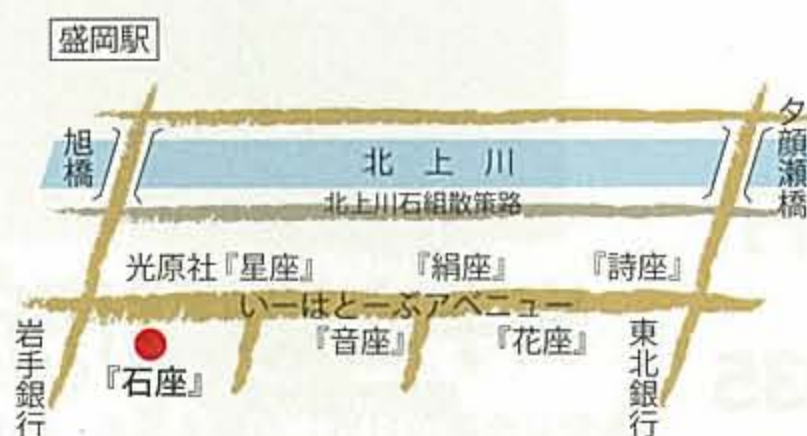 盛岡駅
旭橋
夕顔瀬橋
北上川
北上川石組散策路
光原社『星座』
『絹座』
『詩座』
いーはとーぶアベニュー
『音座』
『花座』
岩手銀行
『石座』
東北銀行